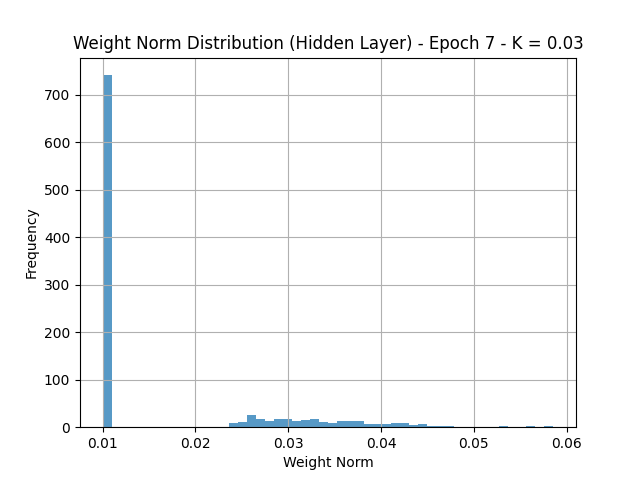 Weight Norm Distribution (Hidden Layer) - Epoch 7 - K = 0.03
700
600
500
400
300
200
100
0
Frequency
0.01 0.02 0.03 0.04 0.05 0.06
Weight Norm